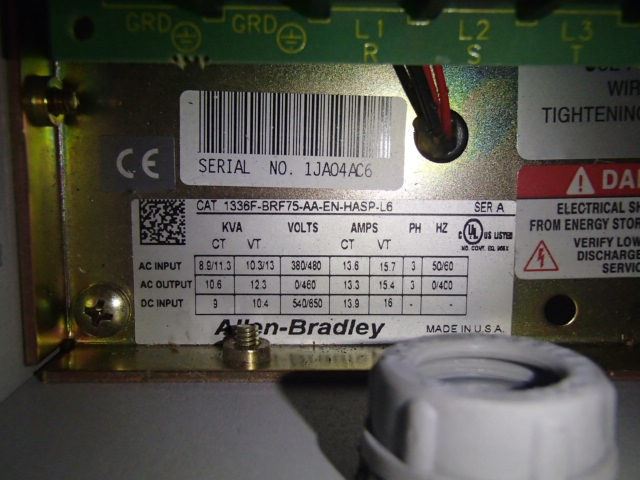 GRD GRD L1 L2 L3
R S T
WIR
TIGHTENING
CE
SERIAL NO. 1JA04AC6
DAN
ELECTRICAL SH
FROM ENERGY STOR
VERIFY LOW
DISCHARGE
SERVIC
CAT 1336F-BRF75-AA-EN-HASP-L6 SER A
KVA VOLTS AMPS PH HZ
CT VT CT VT
C UL US LISTED
AC INPUT 8.9/11.3 10.3/13 380/480 13.6 15.7 3 50/60
AC OUTPUT 10.6 12.3 0/460 13.3 15.4 3 0/400
DC INPUT 9 10.4 540/650 13.9 16 - -
Allen-Bradley MADE IN U.S.A.